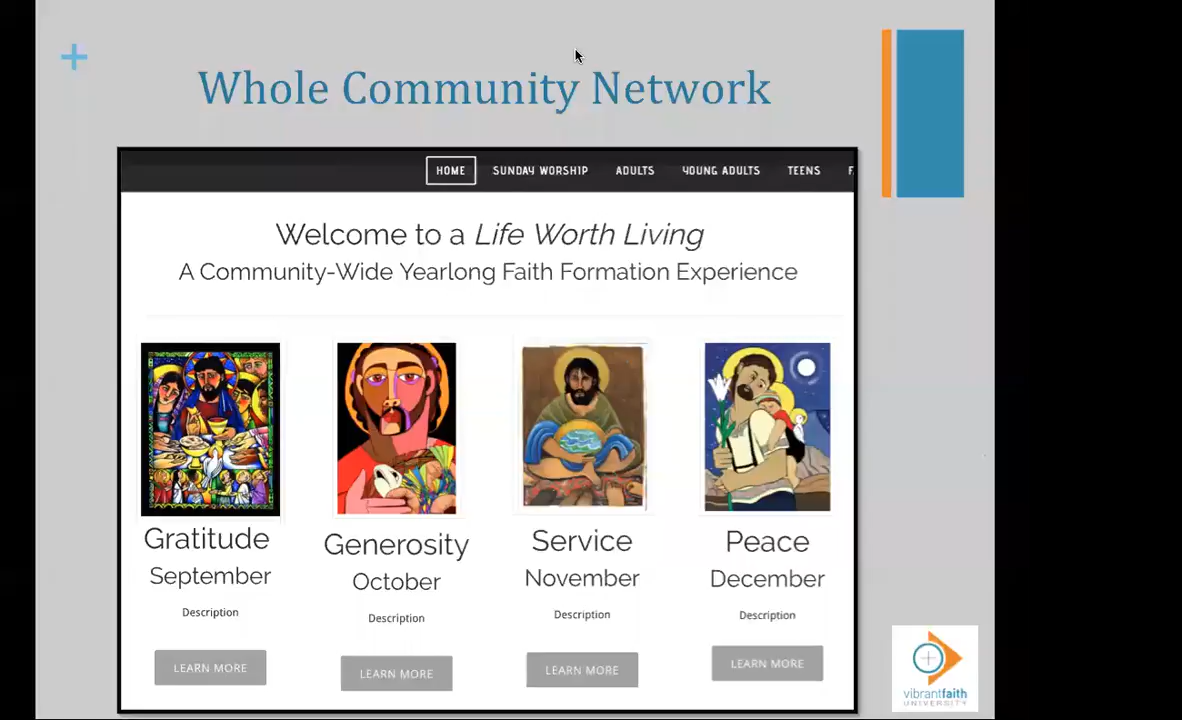 +
Whole Community Network
HOME SUNDAY WORSHIP ADULTS YOUNG ADULTS TEENS F
Welcome to a Life Worth Living
A Community-Wide Yearlong Faith Formation Experience
Gratitude Generosity Service Peace
September October November December
Description Description Description Description
LEARN MORE LEARN MORE LEARN MORE LEARN MORE
vibrantfaith
UNIVERSITY